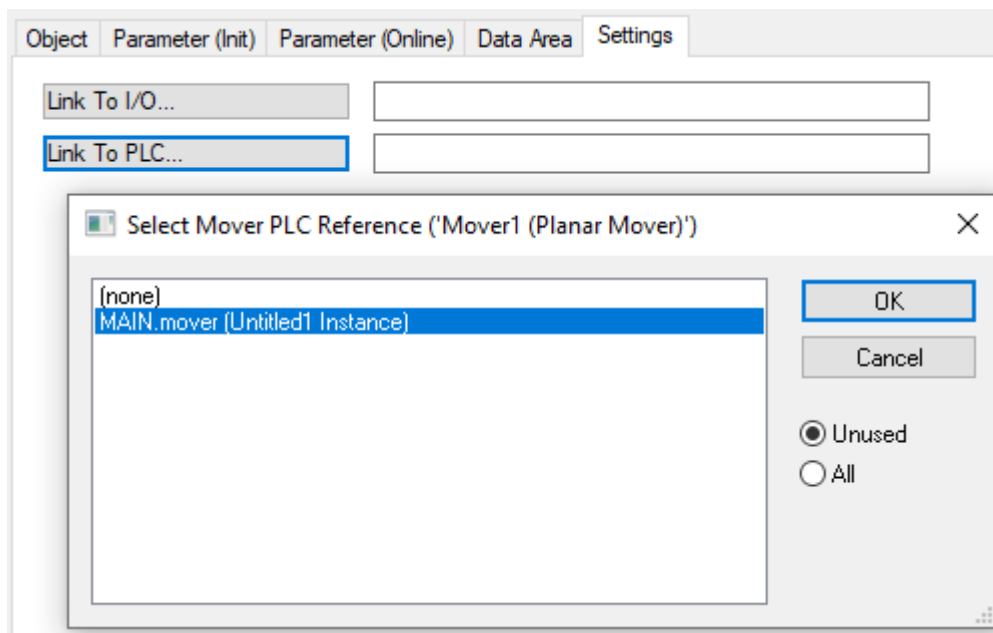 Object Parameter (Init) Parameter (Online) Data Area Settings
Link To I/O...
Link To PLC...
Select Mover PLC Reference ('Mover1 (Planar Mover)')
(none)
MAIN.mover (Untitled1 Instance)
OK
Cancel
Unused
All